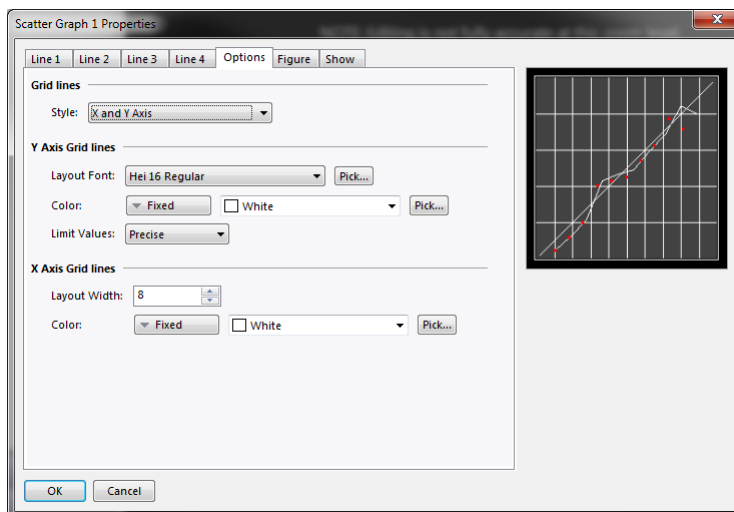 Scatter Graph 1 Properties
Line 1 Line 2 Line 3 Line 4 Options Figure Show
Grid lines
Style: X and Y Axis
Y Axis Grid lines
Layout Font: Hei 16 Regular Pick...
Color: Fixed White Pick...
Limit Values: Precise
X Axis Grid lines
Layout Width: 8
Color: Fixed White Pick...
OK Cancel